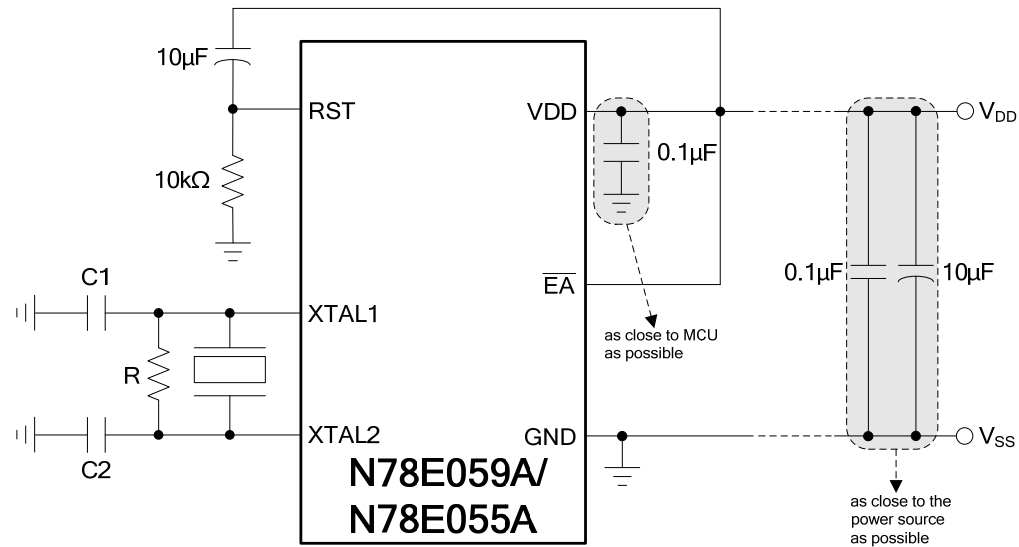 10µF
RST
VDD
V_DD
0.1µF
10kΩ
C1
0.1µF
10µF
E̅A̅
XTAL1
as close to MCU
as possible
R
XTAL2
GND
V_SS
C2
N78E059A/
N78E055A
as close to the
power source
as possible